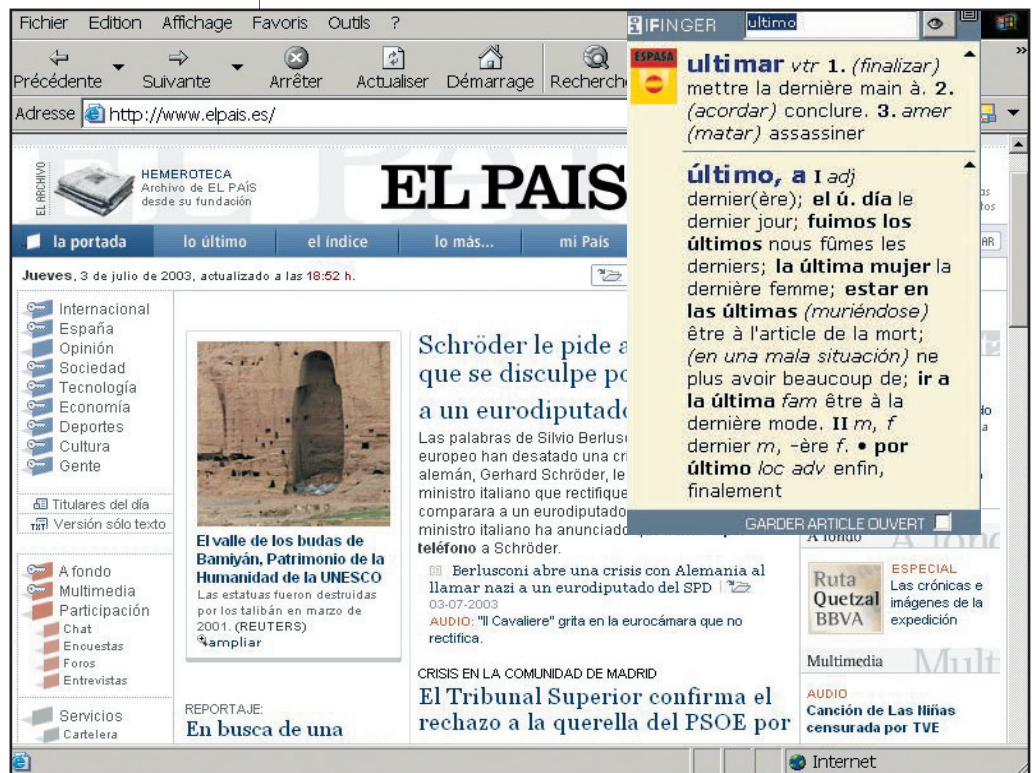 Fichier Edition Affichage Favoris Outils ?
IFINGER ultimo
Précédente Suivante Arrêter Actualiser Démarrage
Adresse http://www.elpais.es/
ESPASA
ultimar vtr 1. (finalizar)
mettre la dernière main à. 2.
(acordar) conclure. 3. amer
(matar) assassiner
último, a I adj
dernier(ère); el ú. día le
dernier jour; fuimos los
últimos nous fûmes les
derniers; la última mujer la
dernière femme; estar en
las últimas (muriéndose)
être à l'article de la mort;
(en una mala situación) ne
plus avoir beaucoup de; ir a
la última fam être à la
dernière mode. II m, f
dernier m, -ère f. • por
último loc adv enfin,
finalement
GARDER ARTICLE OUVERT
EL ARCHIVO
HEMEROTECA
Archivo de EL PAÍS
desde su fundación
EL PAIS
la portada lo último el índice lo más... mi País
Jueves, 3 de julio de 2003, actualizado a las 18:52 h.
Internacional
España
Opinión
Sociedad
Tecnología
Economía
Deportes
Cultura
Gente
Titulares del día
TXT Versión sólo texto
A fondo
Multimedia
Participación
Chat
Encuestas
Foros
Entrevistas
Servicios
Cartelera
El valle de los budas de
Bamiyán, Patrimonio de la
Humanidad de la UNESCO
Las estatuas fueron destruidas
por los talibán en marzo de
2001. (REUTERS)
ampliar
REPORTAJE:
En busca de una
Schröder le pide a
que se disculpe po
a un eurodiputado
Las palabras de Silvio Berlusc
europeo han desatado una cri
alemán, Gerhard Schröder, le
ministro italiano que rectifique
comparara a un eurodiputado
ministro italiano ha anunciado
teléfono a Schröder.
Berlusconi abre una crisis con Alemania al
llamar nazi a un eurodiputado del SPD
03-07-2003
AUDIO: "Il Cavaliere" grita en la eurocámara que no
rectifica.
CRISIS EN LA COMUNIDAD DE MADRID
El Tribunal Superior confirma el
rechazo a la querella del PSOE por
A fondo
Ruta
Quetzal
BBVA
ESPECIAL
Las crónicas e
imágenes de la
expedición
Multimedia
AUDIO
Canción de Las Niñas
censurada por TVE
Internet